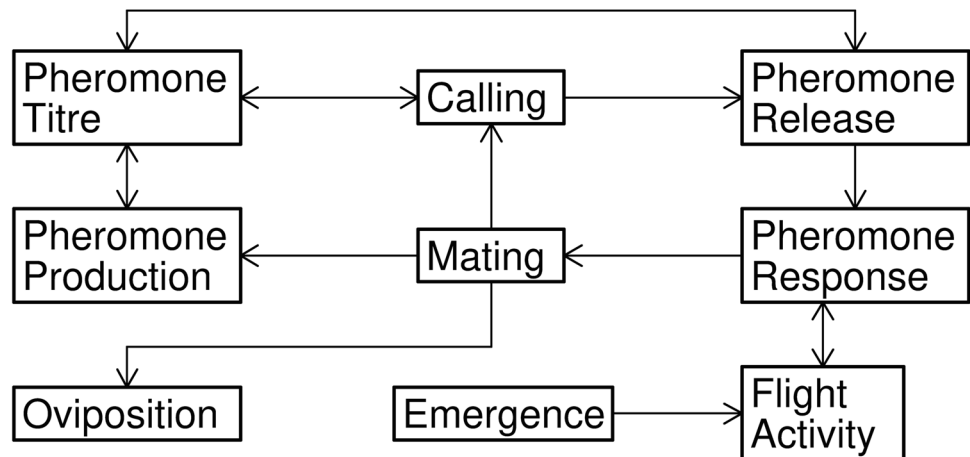 Pheromone
Titre
Calling
Pheromone
Release
Pheromone
Production
Mating
Pheromone
Response
Oviposition
Emergence
Flight
Activity